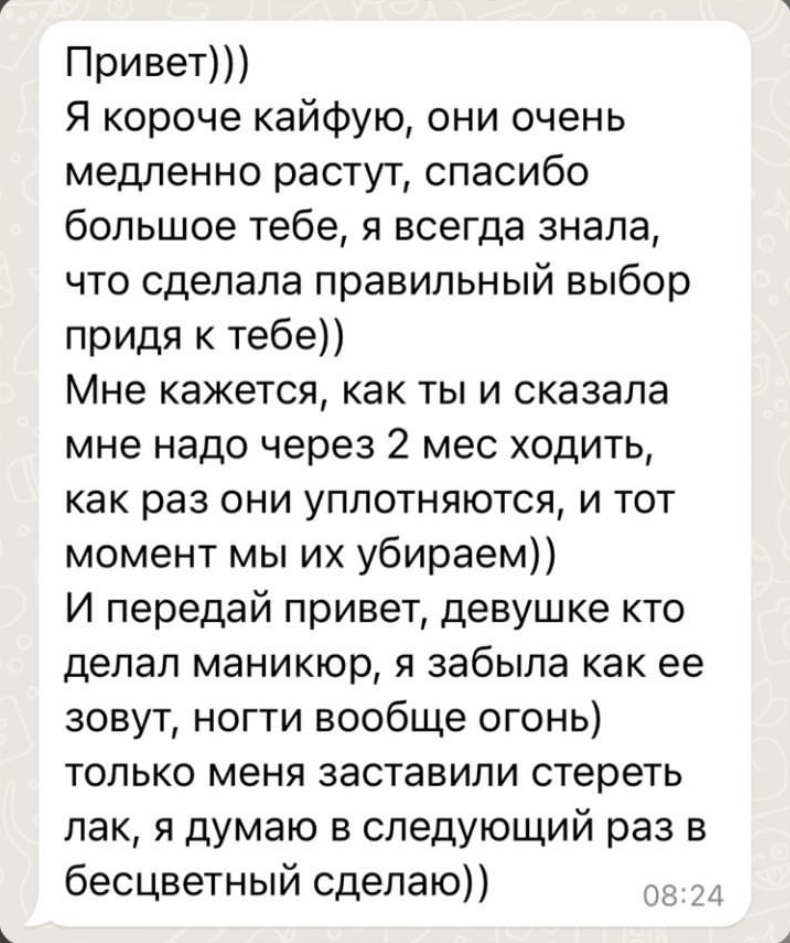 Привет)))
Я короче кайфую, они очень
медленно растут, спасибо
большое тебе, я всегда знала,
что сделала правильный выбор
придя к тебе))
Мне кажется, как ты и сказала
мне надо через 2 мес ходить,
как раз они уплотняются, и тот
момент мы их убираем))
И передай привет, девушке кто
делал маникюр, я забыла как ее
зовут, ногти вообще огонь)
только меня заставили стереть
лак, я думаю в следующий раз в
бесцветный сделаю))
08:24